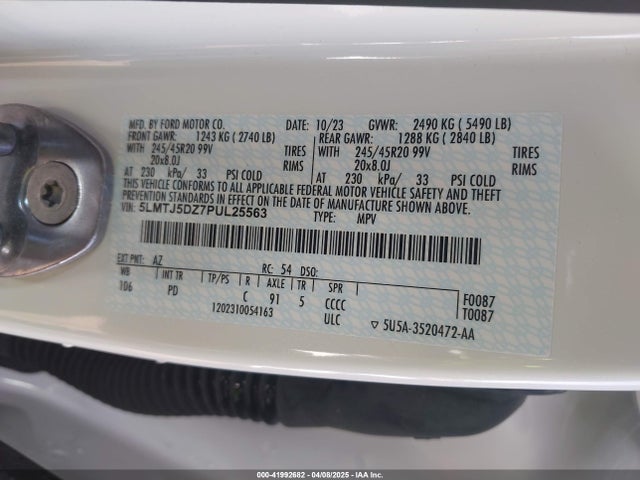 MFD. BY FORD MOTOR CO. DATE: 10/23 GVWR: 2490 KG ( 5490 LB)
FRONT GAWR: 1243 KG ( 2740 LB) REAR GAWR: 1288 KG ( 2840 LB)
WITH 245/45R20 99V TIRES WITH 245/45R20 99V TIRES
20x8.0J RIMS 20x8.0J RIMS
AT 230 kPa/ 33 PSI COLD AT 230 kPa/ 33 PSI COLD
THIS VEHICLE CONFORMS TO ALL APPLICABLE FEDERAL MOTOR VEHICLE SAFETY AND THEFT
PREVENTION STANDARDS IN EFFECT ON THE DATE OF MANUFACTURE SHOWN ABOVE.
VIN: 5LMTJ5DZ7PUL25563 TYPE: MPV
EXT PNT: AZ RC: 54 DSO:
WB INT TR TP/PS R AXLE TR SPR
106 PD C 91 5 CCCC F0087
1202310054163 ULC T0087
▽ 5U5A-3520472-AA
000-41992682 - 04/08/2025 - IAA Inc.